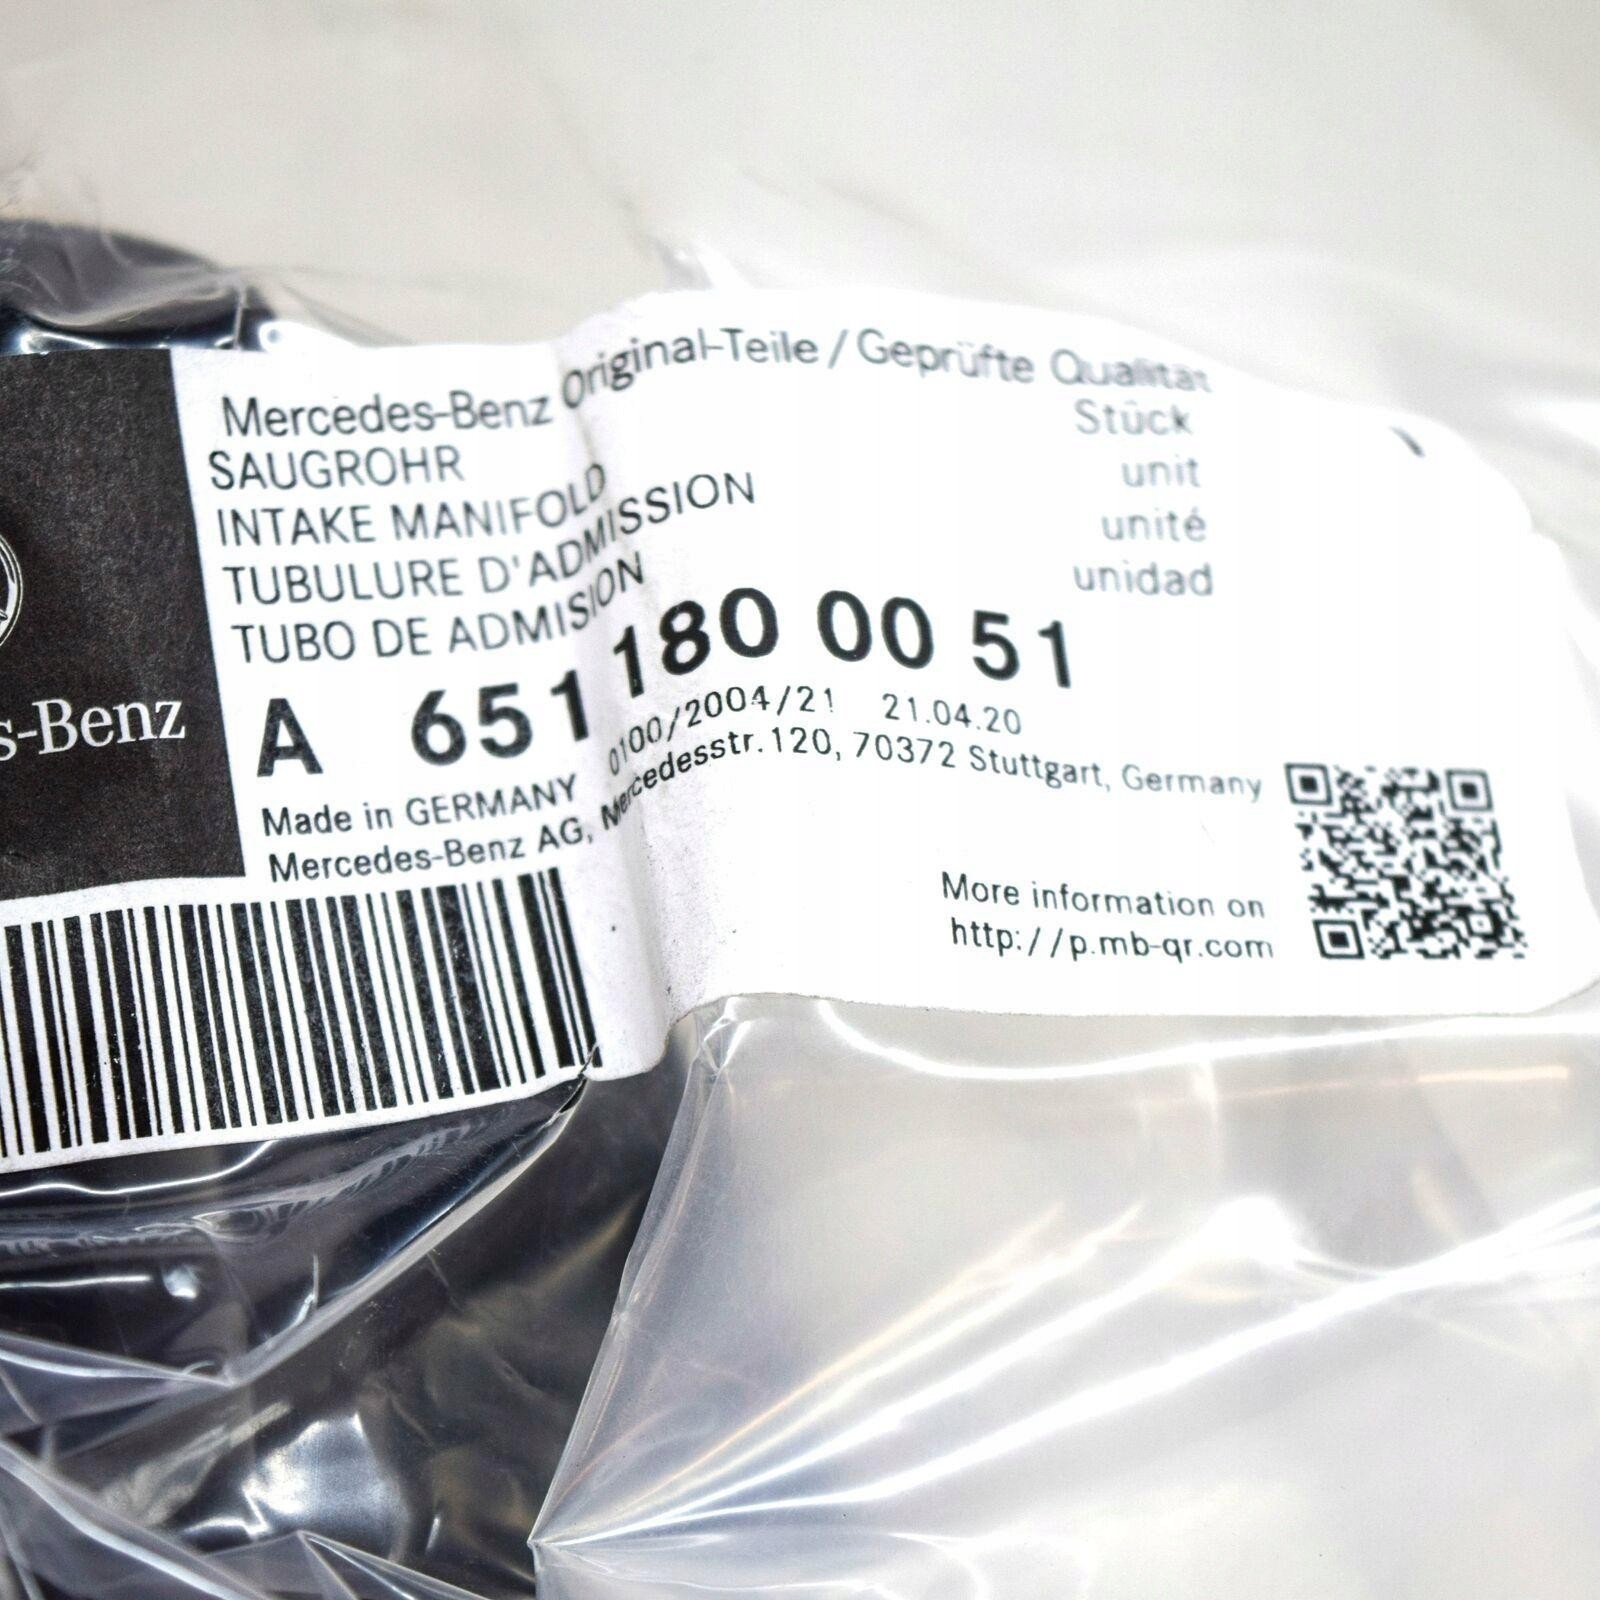 Mercedes-Benz Original-Teile / Geprüfte Qualität
SAUGROHR Stück 1
INTAKE MANIFOLD unit
TUBULURE D'ADMISSION unité
TUBO DE ADMISION unidad
A 651 180 00 51
0100/2004/21 21.04.20
Made in GERMANY
Mercedes-Benz AG, Mercedesstr. 120, 70372 Stuttgart, Germany
s-Benz
More information on
http://p.mb-qr.com